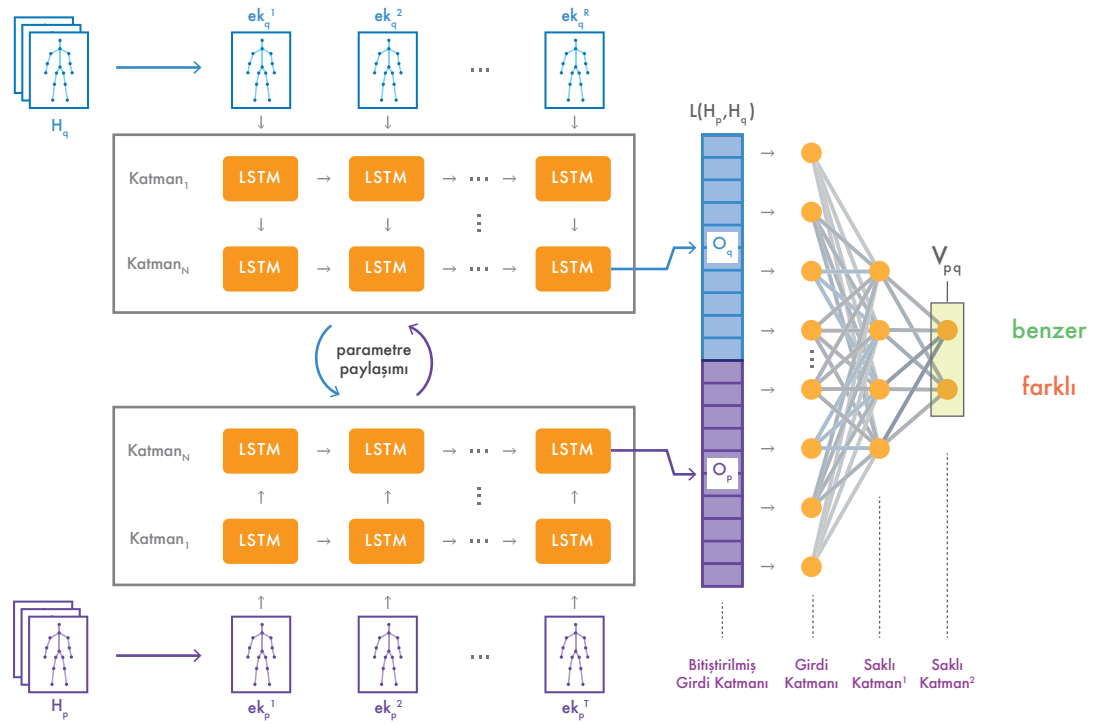 ek_q^1 ek_q^2 ek_q^R
...
H_q
L(H_p,H_q)
Katman_1 LSTM → LSTM → ... → LSTM
Katman_N LSTM → LSTM → ... → LSTM
O_q
V_pq
benzer
farklı
parametre
paylaşımı
Katman_N LSTM → LSTM → ... → LSTM
O_p
Katman_1 LSTM → LSTM → ... → LSTM
...
H_p
ek_p^1 ek_p^2 ek_p^T
Bitiştirilmiş
Girdi Katmanı
Girdi
Katmanı
Saklı
Katman^1
Saklı
Katman^2